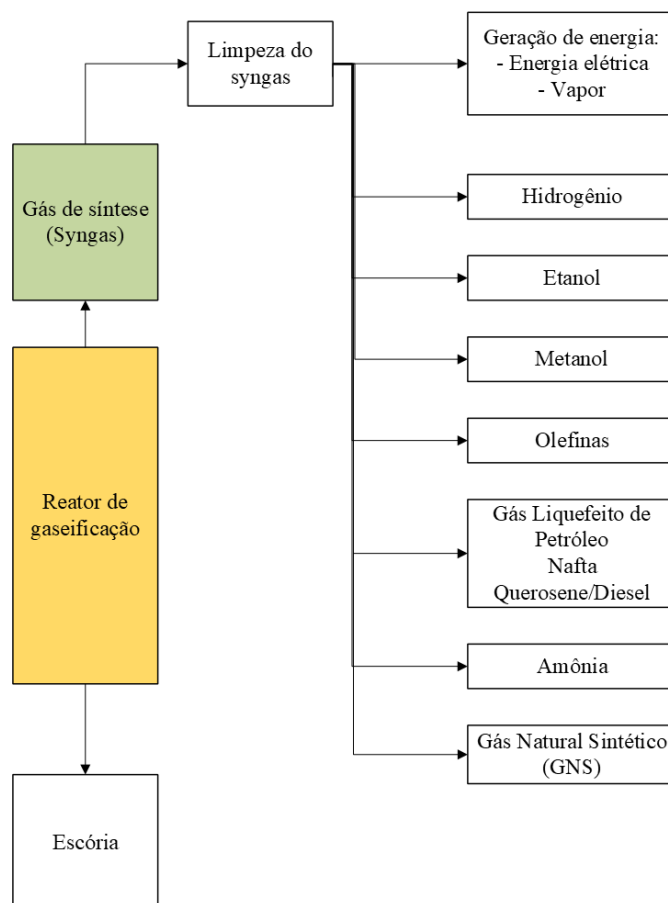 Limpeza do
syngas
Geração de energia:
- Energia elétrica
- Vapor
Gás de síntese
(Syngas)
Hidrogênio
Etanol
Metanol
Olefinas
Reator de
gaseificação
Gás Liquefeito de
Petróleo
Nafta
Querosene/Diesel
Amônia
Gás Natural Sintético
(GNS)
Escória